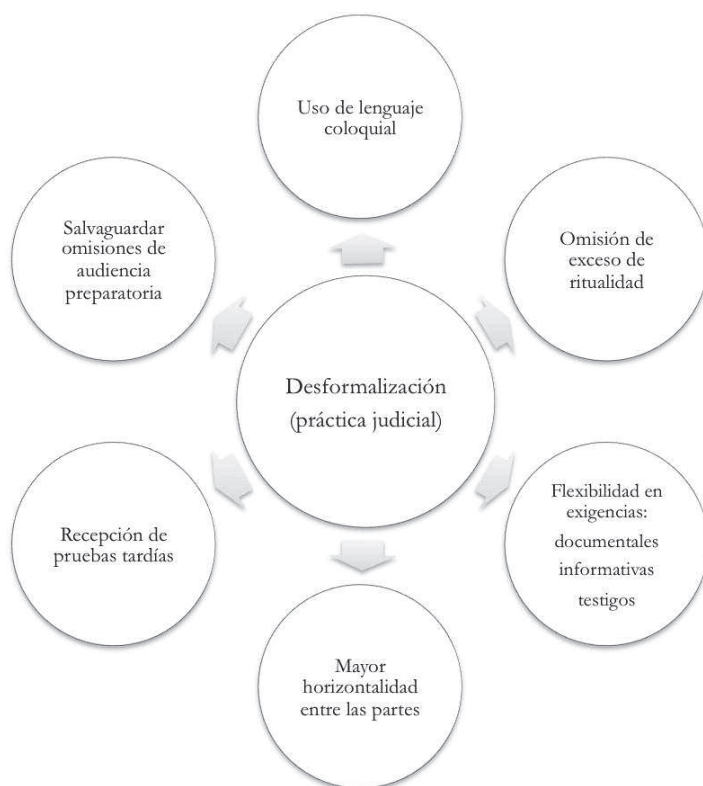 Uso de lenguaje
coloquial
Salvaguardar
omisiones de
audiencia
preparatoria
Omisión de
exceso de
ritualidad
Desformalización
(práctica judicial)
Recepción de
pruebas tardías
Flexibilidad en
exigencias:
documentales
informativas
testigos
Mayor
horizontalidad
entre las partes